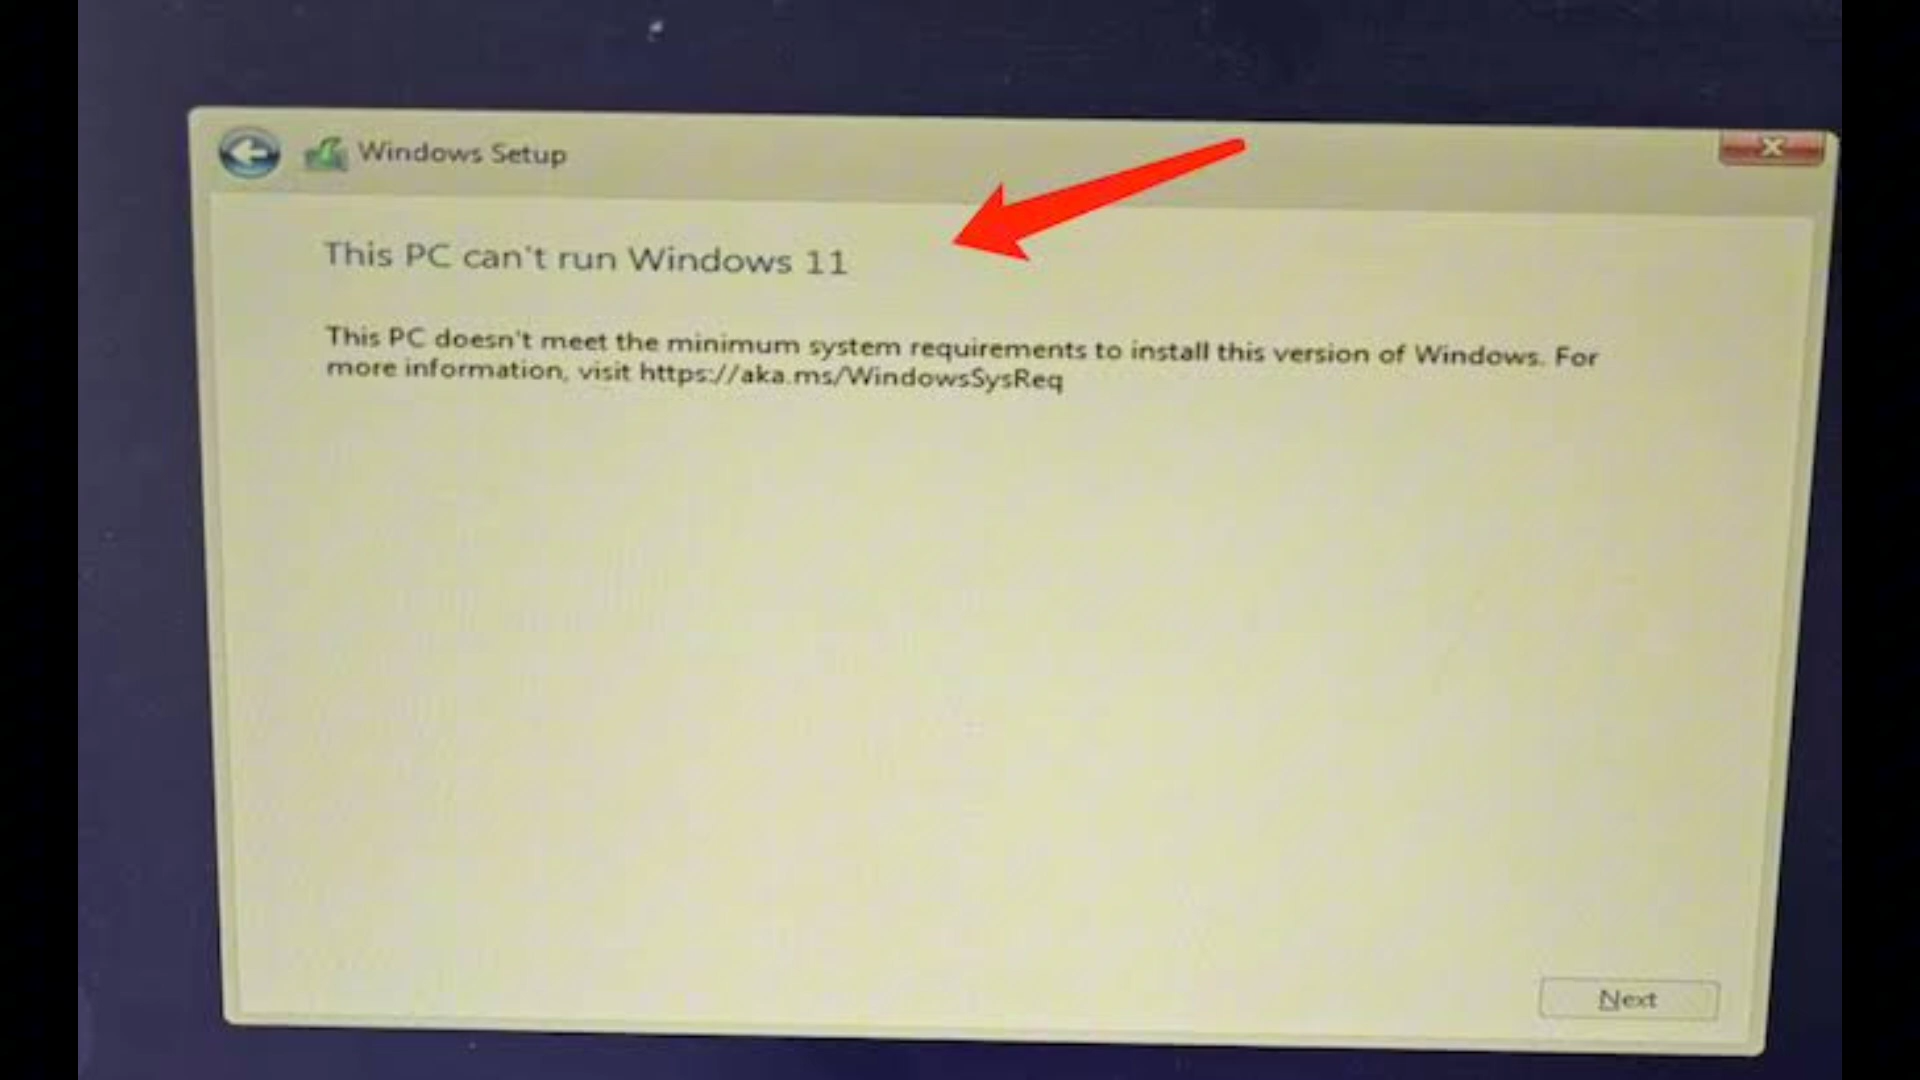 Windows Setup
This PC can't run Windows 11
This PC doesn't meet the minimum system requirements to install this version of Windows. For
more information, visit https://aka.ms/WindowsSysReq
Next